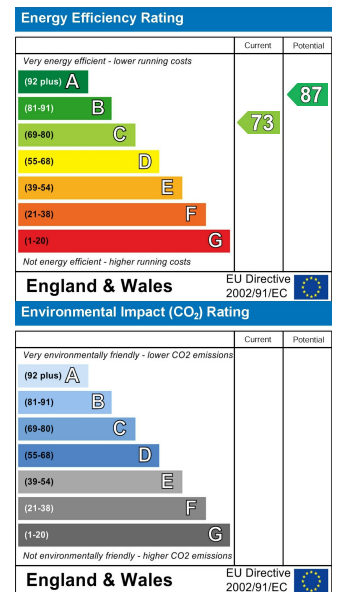 Energy Efficiency Rating
Current Potential
Very energy efficient - lower running costs
(92 plus) A
(81-91) B
(69-80) C
(55-68) D
(39-54) E
(21-38) F
(1-20) G
73
87
Not energy efficient - higher running costs
England & Wales
EU Directive
2002/91/EC
Environmental Impact (CO₂) Rating
Current Potential
Very environmentally friendly - lower CO2 emissions
(92 plus) A
(81-91) B
(69-80) C
(55-68) D
(39-54) E
(21-38) F
(1-20) G
Not environmentally friendly - higher CO2 emissions
England & Wales
EU Directive
2002/91/EC